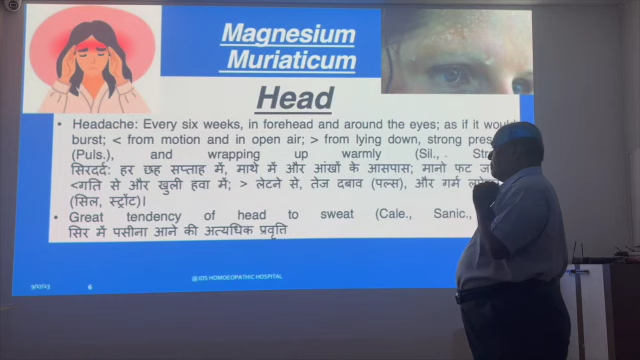 Magnesium
Muriaticum
Head
• Headache: Every six weeks, in forehead and around the eyes; as if it would
burst; < from motion and in open air; > from lying down, strong
(Puls.), and wrapping up warmly (Sil.,
सिरदर्द: हर छह सप्ताह में, माथे में और आंखों के आसपास; मानो फट
<गति से और खुली हवा में; > लेटने से, तेज दबाव (पल्स), और गर्म
(सिल, स्ट्रोंट)।
• Great tendency of head to sweat (Calc., Sanic.,
सिर में पसीना आने की अत्यधिक प्रवृत्ति
@JDS HOMOEOPATHIC HOSPITAL
6